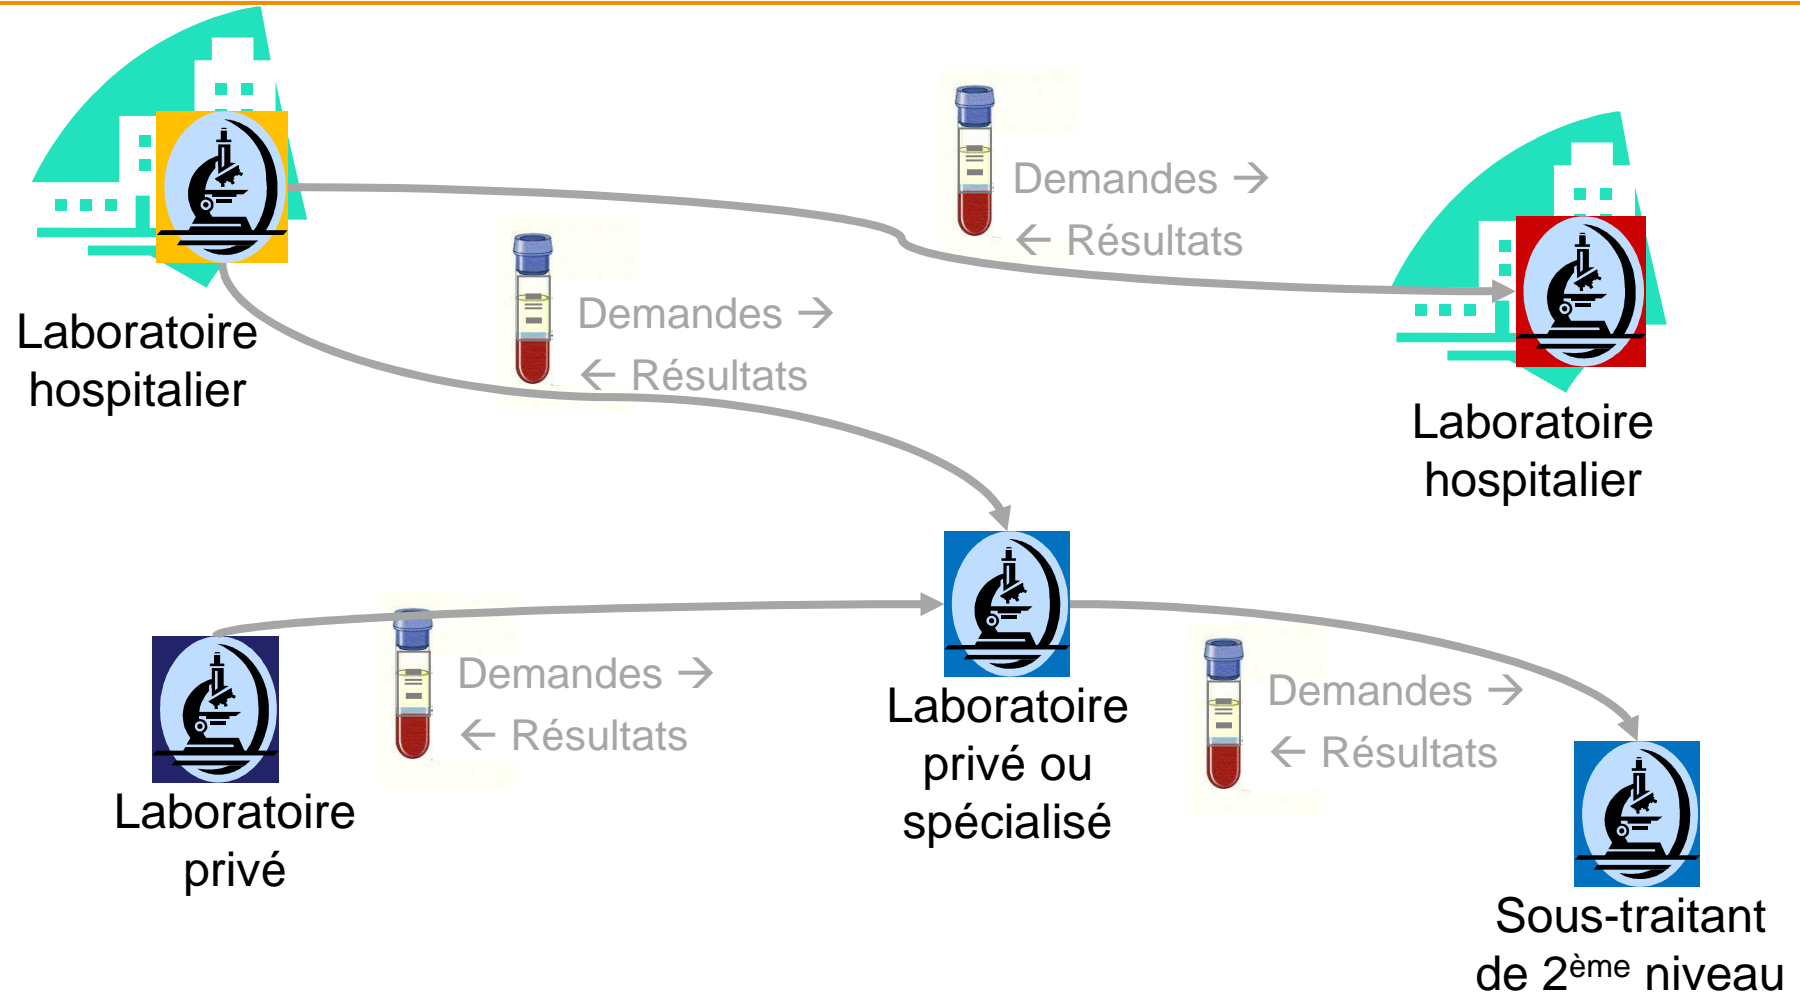 Demandes →
← Résultats
Demandes →
← Résultats
Laboratoire
hospitalier
Laboratoire
hospitalier
Demandes →
← Résultats
Laboratoire
privé
Laboratoire
privé ou
spécialisé
Demandes →
← Résultats
Sous-traitant
de 2ème niveau